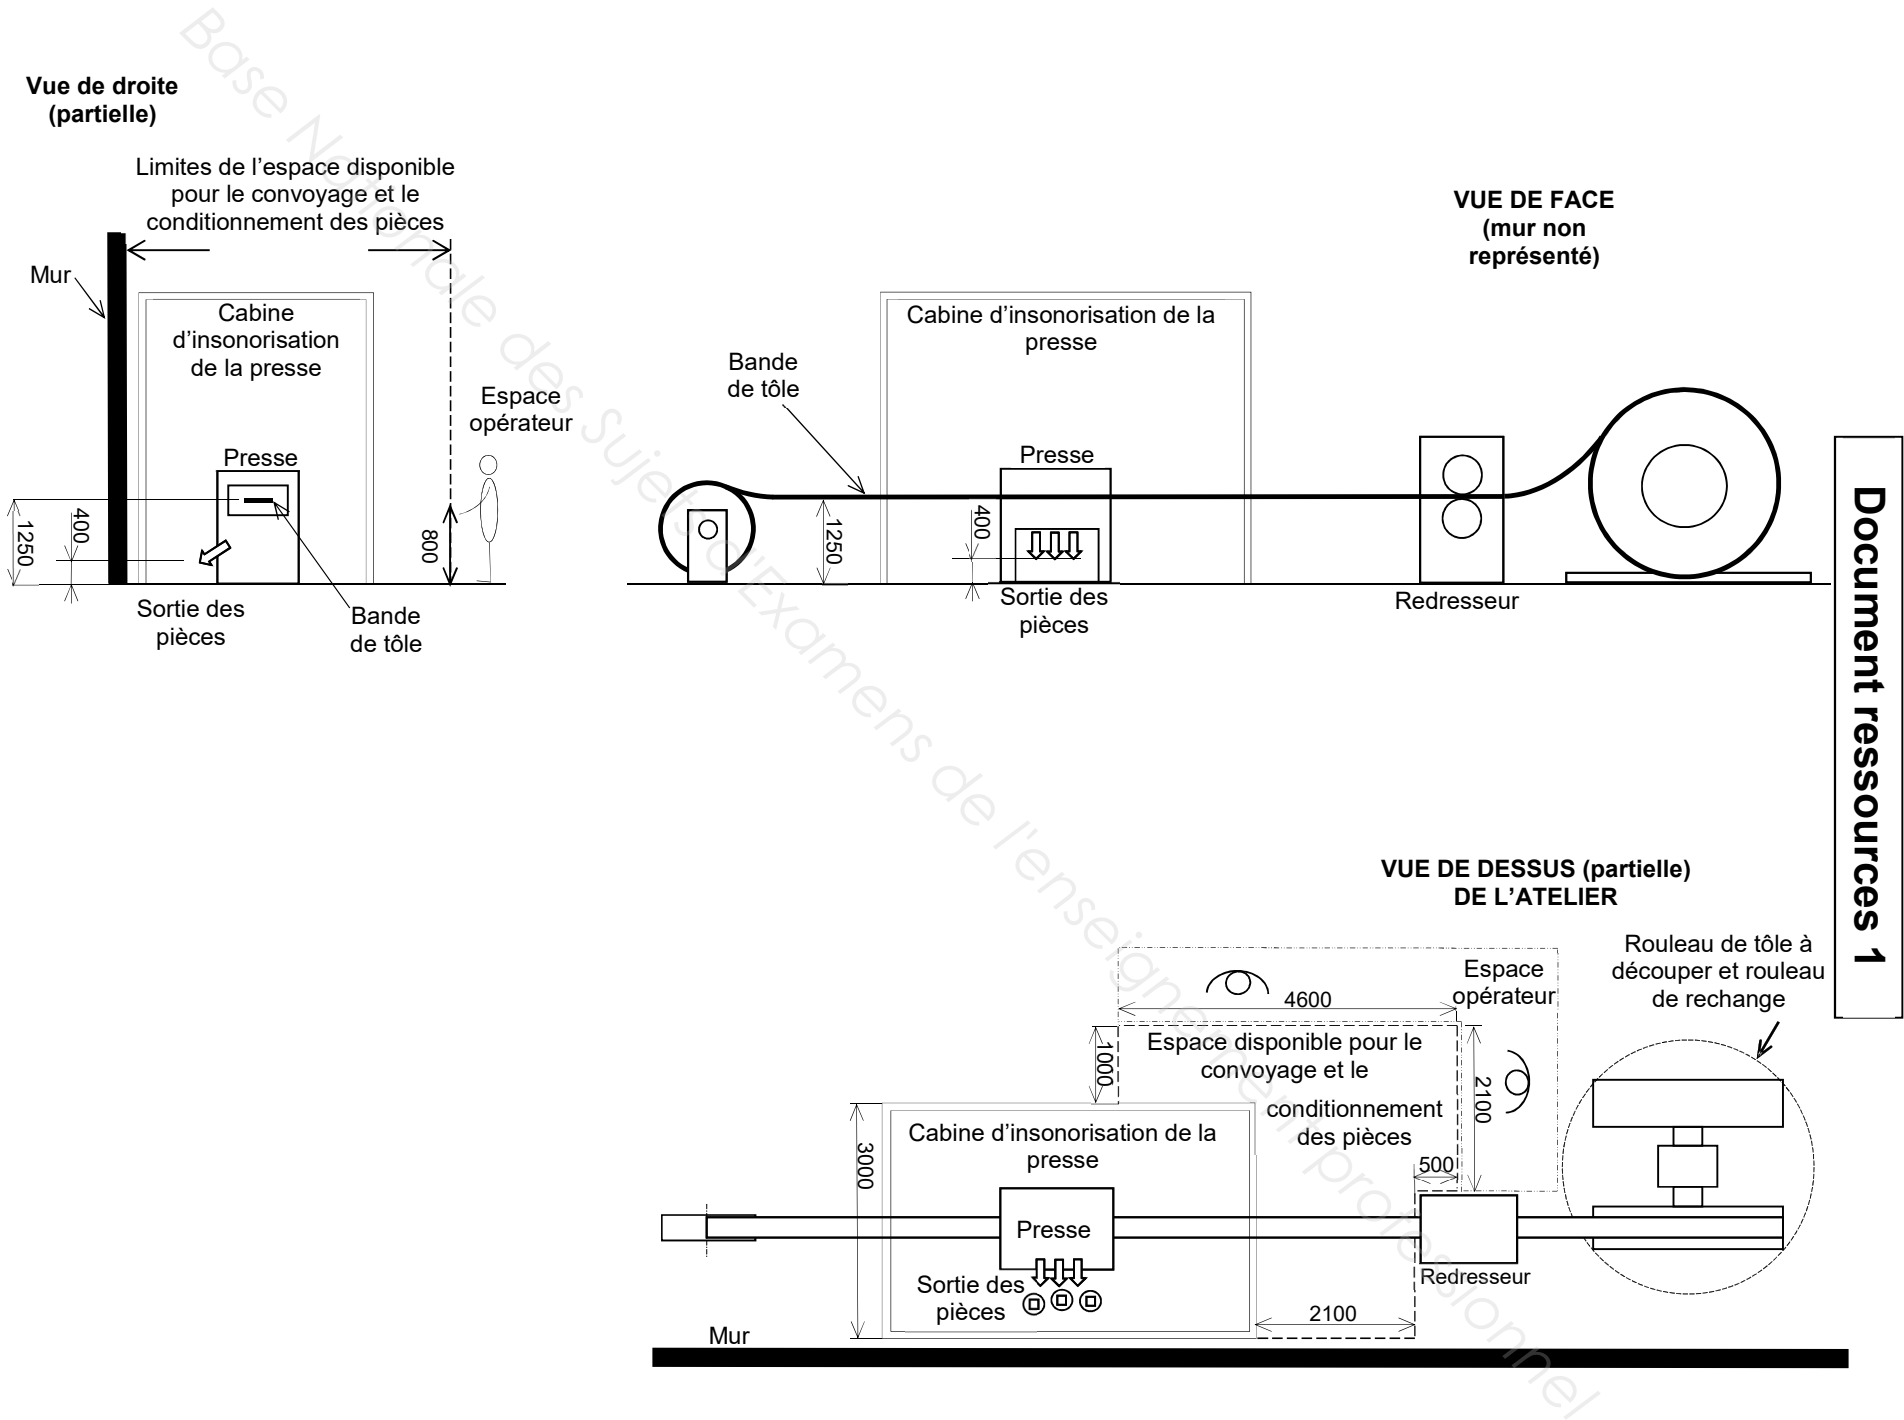 Vue de droite
(partielle)
Limites de l'espace disponible
pour le convoyage et le
conditionnement des pièces
Mur
Cabine
d'insonorisation
de la presse
Espace
opérateur
Presse
1250
400
800
Sortie des
pièces
Bande
de tôle
VUE DE FACE
(mur non
représenté)
Cabine d'insonorisation de la
presse
Bande
de tôle
Presse
1250
400
Sortie des
pièces
Redresseur
Document ressources 1
VUE DE DESSUS (partielle)
DE L'ATELIER
Rouleau de tôle à
découper et rouleau
de rechange
Espace
opérateur
4600
1000
Espace disponible pour le
convoyage et le
conditionnement
des pièces
2100
500
3000
Cabine d'insonorisation de la
presse
Presse
Sortie des
pièces
Redresseur
2100
Mur
Base Nationale des Sujets d'Examens de l'enseignement professionnel